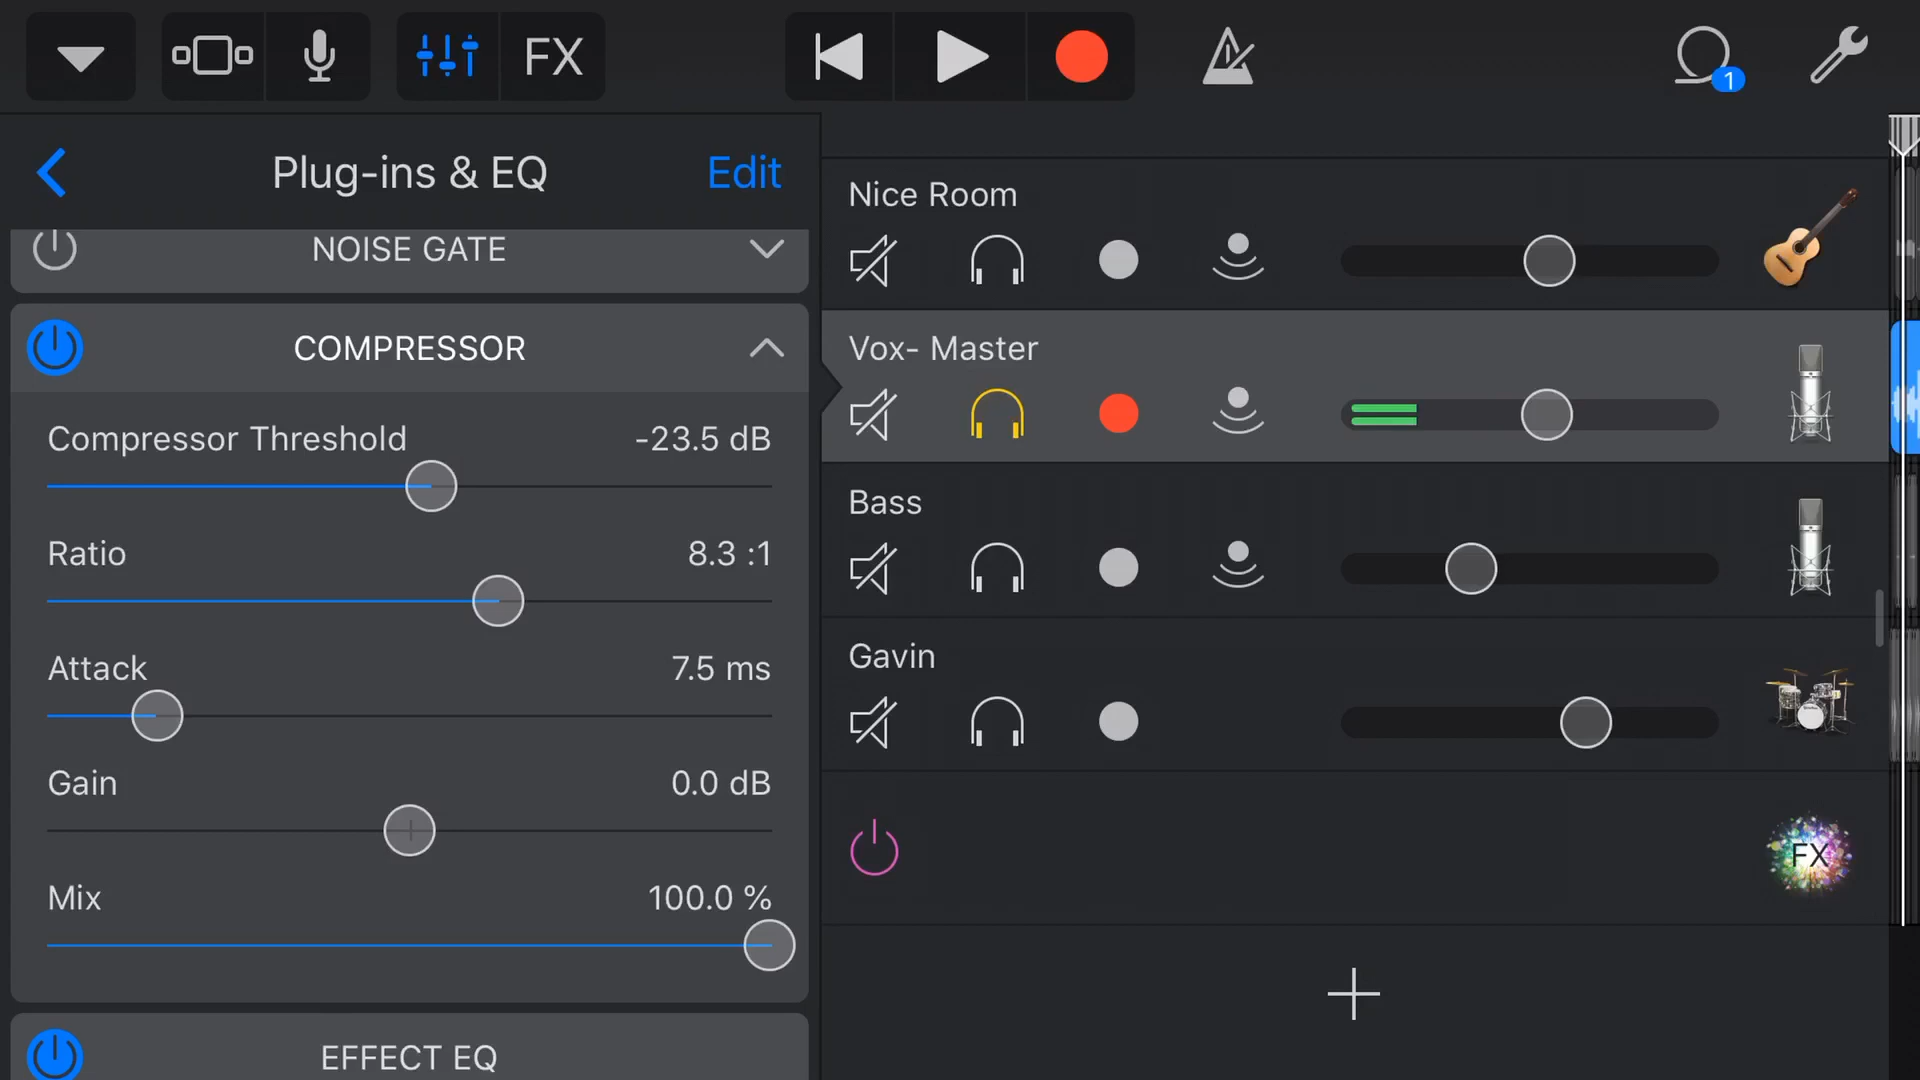 FX
1
Plug-ins & EQ
Edit
NOISE GATE
COMPRESSOR
Compressor Threshold
-23.5 dB
Ratio
8.3 :1
Attack
7.5 ms
Gain
0.0 dB
Mix
100.0 %
EFFECT EQ
Nice Room
Vox- Master
Bass
Gavin
FX